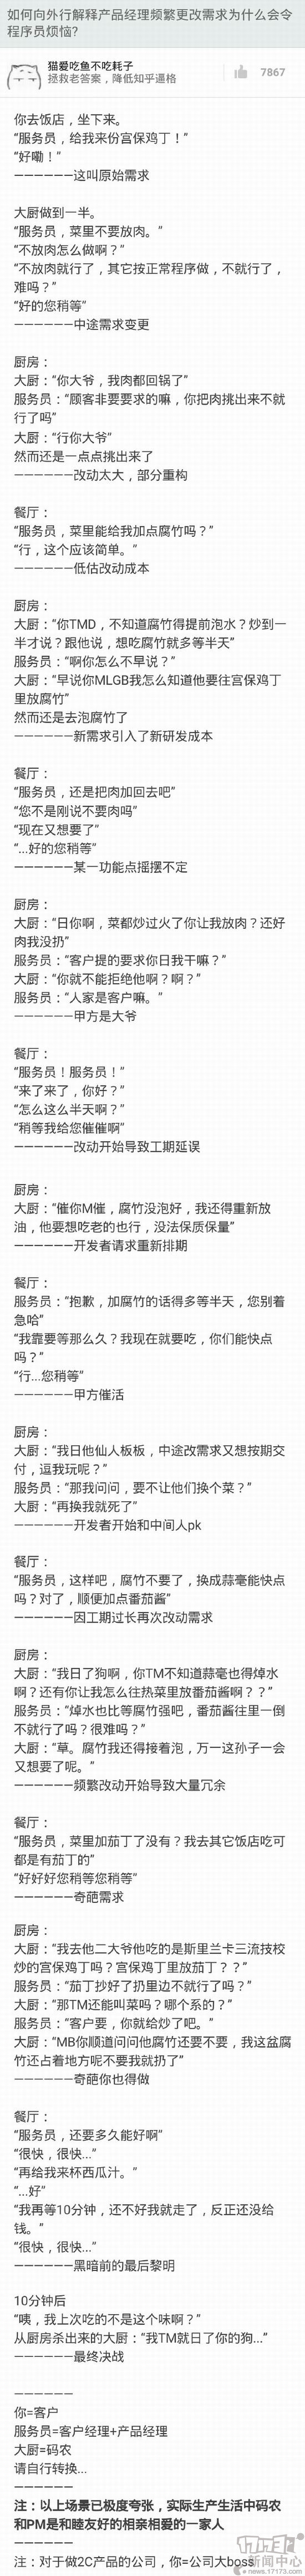 如何向外行解释产品经理频繁更改需求为什么会令
程序员烦恼?
猫爱吃鱼不吃耗子
拯救老答案，降低知乎逼格
7867
你去饭店，坐下来。
“服务员，给我来份宫保鸡丁！”
“好嘞！”
——————这叫原始需求
大厨做到一半。
“服务员，菜里不要放肉。”
“不放肉怎么做啊？”
“不放肉就行了，其它按正常程序做，不就行了，
难吗？”
“好的您稍等”
——————中途需求变更
厨房：
大厨：“你大爷，我肉都回锅了”
服务员：“顾客非要要求的嘛，你把肉挑出来不就
行了吗”
大厨：“行你大爷”
然而还是一点点挑出来了
——————改动太大，部分重构
餐厅：
“服务员，菜里能给我加点腐竹吗？”
“行，这个应该简单。”
——————低估改动成本
厨房：
大厨：“你TMD，不知道腐竹得提前泡水？炒到一
半才说？跟他说，想吃腐竹就多等半天”
服务员：“啊你怎么不早说？”
大厨：“早说你MLGB我怎么知道他要往宫保鸡丁
里放腐竹”
然而还是去泡腐竹了
——————新需求引入了新研发成本
餐厅：
“服务员，还是把肉加回去吧”
“您不是刚说不要肉吗”
“现在又想要了”
“...好的您稍等”
——————某一功能点摇摆不定
厨房：
大厨：“日你啊，菜都炒过火了你让我放肉？还好
肉我没扔”
服务员：“客户提的要求你日我干嘛？”
大厨：“你就不能拒绝他啊？啊？”
服务员：“人家是客户嘛。”
——————甲方是大爷
餐厅：
“服务员！服务员！”
“来了来了，你好？”
“怎么这么半天啊？”
“稍等我给您催催啊”
——————改动开始导致工期延误
厨房：
大厨：“催你M催，腐竹没泡好，我还得重新放
油，他要想吃老的也行，没法保质保量”
——————开发者请求重新排期
餐厅：
服务员：“抱歉，加腐竹的话得多等半天，您别着
急哈”
“我靠要等那么久？我现在就要吃，你们能快点
吗？”
“行...您稍等”
——————甲方催活
厨房：
大厨：“我日他仙人板板，中途改需求又想按期交
付，逗我玩呢？”
服务员：“那我问问，要不让他们换个菜？”
大厨：“再换我就死了”
——————开发者开始和中间人pk
餐厅：
“服务员，这样吧，腐竹不要了，换成蒜毫能快点
吗？对了，顺便加点番茄酱”
——————因工期过长再次改动需求
厨房：
大厨：“我日了狗啊，你TM不知道蒜毫也得焯水
啊？还有你让我怎么往热菜里放番茄酱啊？？”
服务员：“焯水也比等腐竹强吧，番茄酱往里一倒
不就行了吗？很难吗？”
大厨：“草。腐竹我还得接着泡，万一这孙子一会
又想要了呢。”
——————频繁改动开始导致大量冗余
餐厅：
“服务员，菜里加茄丁了没有？我去其它饭店吃可
都是有茄丁的”
“好好好您稍等您稍等”
——————奇葩需求
厨房：
大厨：“我去他二大爷他吃的是斯里兰卡三流技校
炒的宫保鸡丁吗？宫保鸡丁里放茄丁？？”
服务员：“茄丁抄好了扔里边不就行了吗？”
大厨：“那TM还能叫菜吗？哪个系的？”
服务员：“客户要，你就给炒了吧。”
大厨：“MB你顺道问问他腐竹还要不要，我这盆腐
竹还占着地方呢不要我就扔了”
——————奇葩你也得做
餐厅：
“服务员，还要多久能好啊”
“很快，很快...”
“再给我来杯西瓜汁。”
“...好”
“我再等10分钟，还不好我就走了，反正还没给
钱。”
“很快，很快...”
——————黑暗前的最后黎明
10分钟后
“咦，我上次吃的不是这个味啊？”
从厨房杀出来的大厨：“我TM就日了你的狗...”
——————最终决战
——————
你=客户
服务员=客户经理+产品经理
大厨=码农
请自行转换...
——————
注：以上场景已极度夸张，实际生产生活中码农
和PM是和睦友好的相亲相爱的一家人
——————
注：对于做2C产品的公司，你=公司大boss
17173
新闻中心
news.17173.com